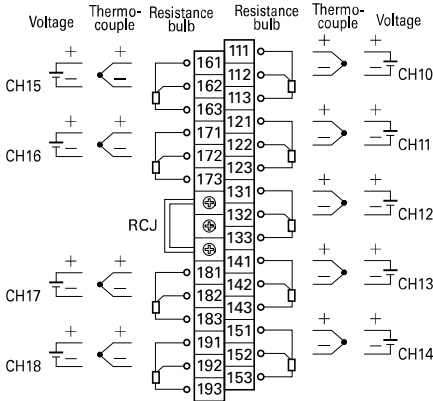 Voltage Thermo-couple Resistance bulb Resistance bulb Thermo-couple Voltage
+ + 111 + +
161
CH15 − − 162 112 − − CH10
163 113
+ + 171 121 + +
CH16 − − 172 122 − − CH11
173 123
131 + +
RCJ 132 − − CH12
133
+ + 181 141 + +
CH17 − − 182 142 − − CH13
183 143
+ + 191 151 + +
CH18 − − 192 152 − − CH14
193 153